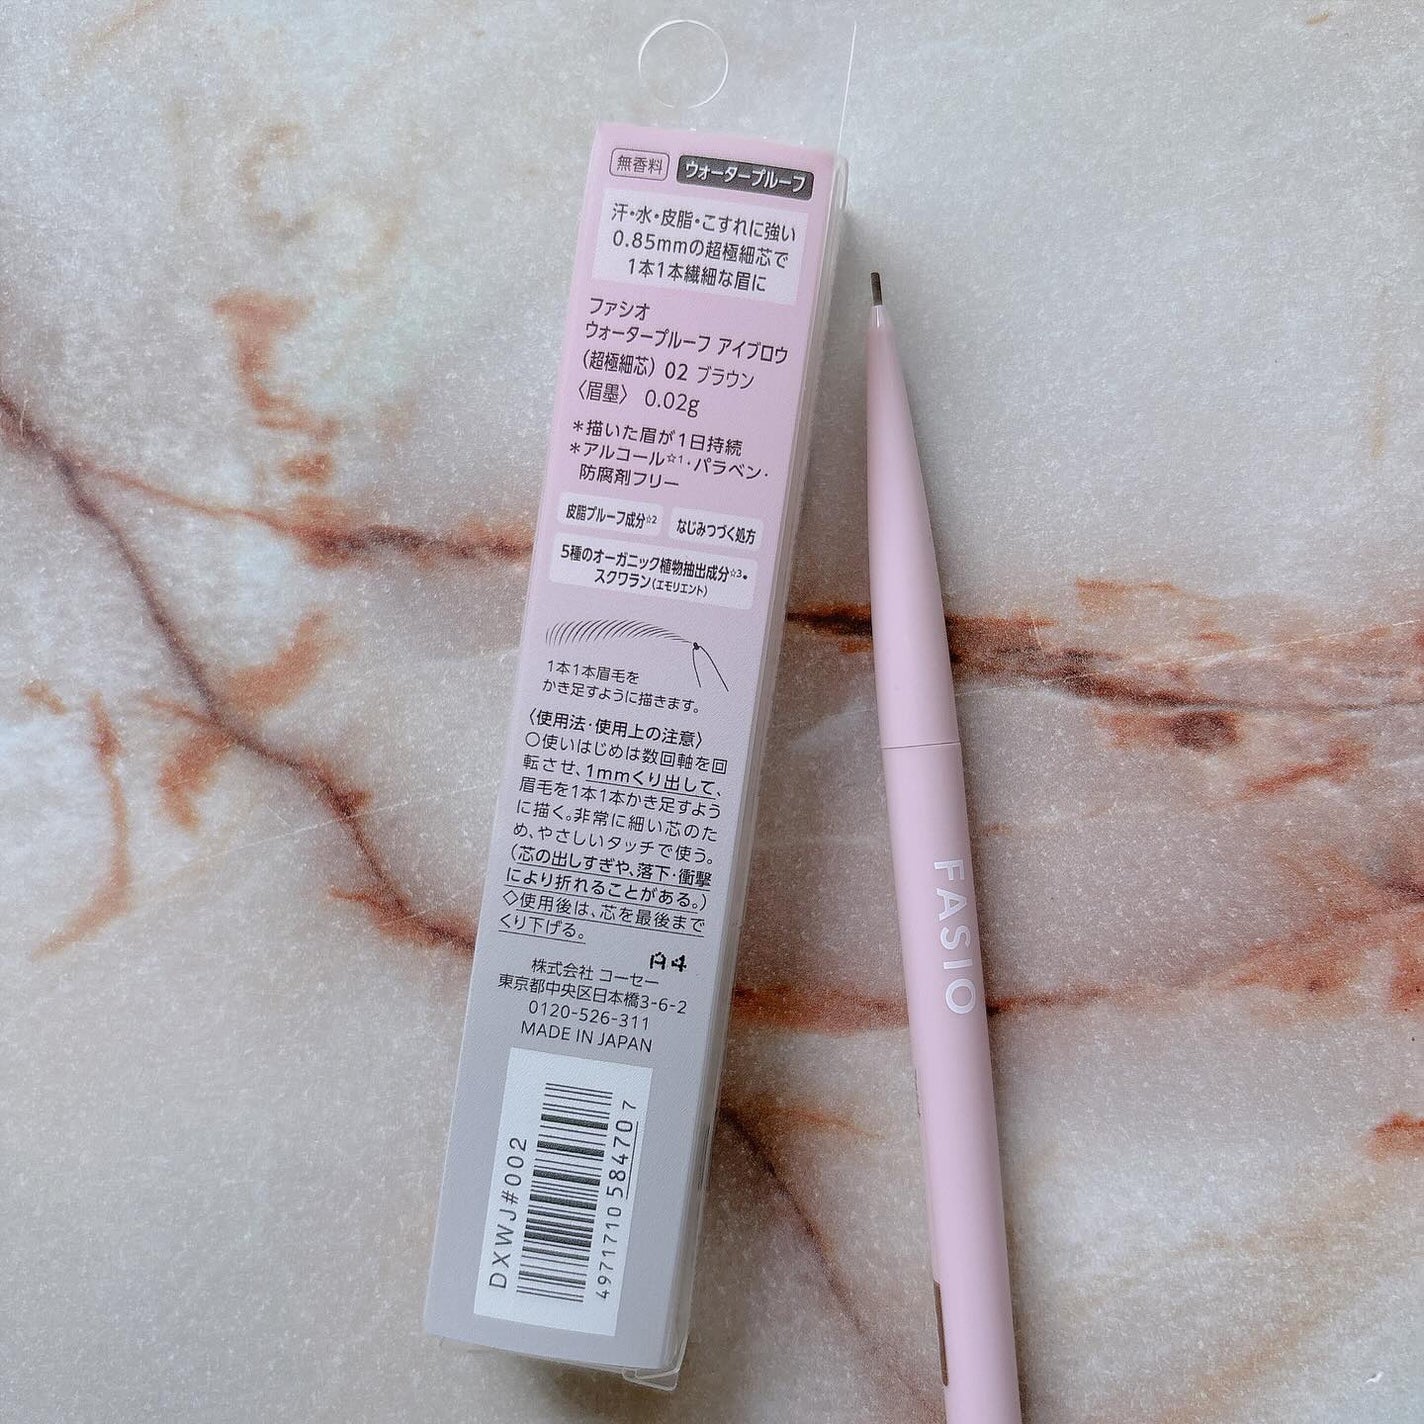 無香料 ウォータープルーフ
汗・水・皮脂・こすれに強い
0.85mmの超極細芯で
1本1本繊細な眉に
ファシオ
ウォータープルーフ アイブロウ
（超極細芯） 02 ブラウン
〈眉墨〉 0.02g
＊描いた眉が1日持続
＊アルコール☆1・パラベン・
防腐剤フリー
皮脂プルーフ成分☆2 なじみつづく処方
5種のオーガニック植物抽出成分☆3・
スクワラン（エモリエント）
1本1本眉毛を
かき足すように描きます。
〈使用法・使用上の注意〉
○使いはじめは数回軸を回
転させ、1mmくり出して、
眉毛を1本1本かき足すよう
に描く。非常に細い芯のた
め、やさしいタッチで使う。
（芯の出しすぎや、落下・衝撃
により折れることがある。）
◇使用後は、芯を最後まで
くり下げる。
A4
株式会社 コーセー
東京都中央区日本橋3-6-2
0120-526-311
MADE IN JAPAN
DXWJ#002
4971710584707
FASIO